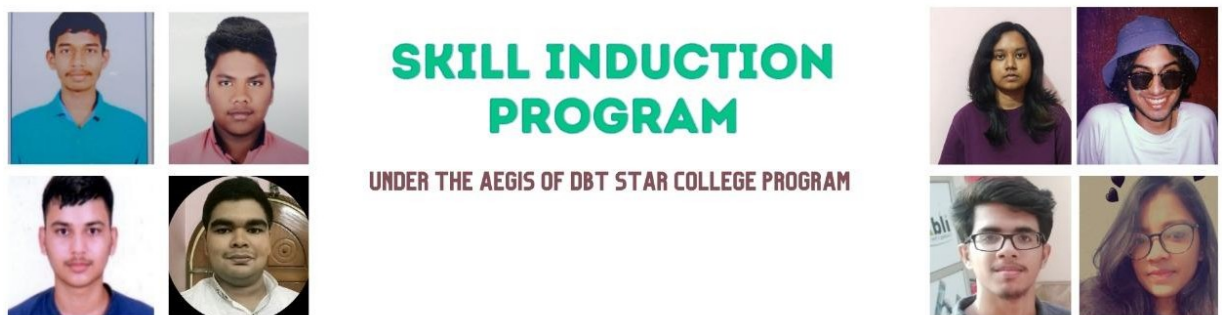 SKILL INDUCTION
PROGRAM
UNDER THE AEGIS OF DBT STAR COLLEGE PROGRAM